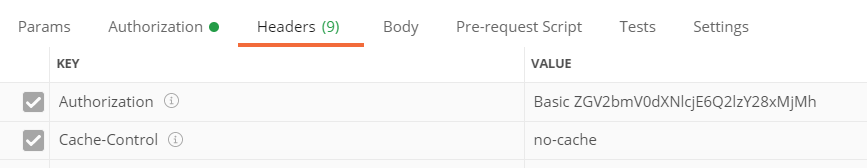 Params Authorization Headers (9) Body Pre-request Script Tests Settings
KEY VALUE
Authorization Basic ZGV2bmV0dXNlcjE6Q2lzY28xMjMh
Cache-Control no-cache